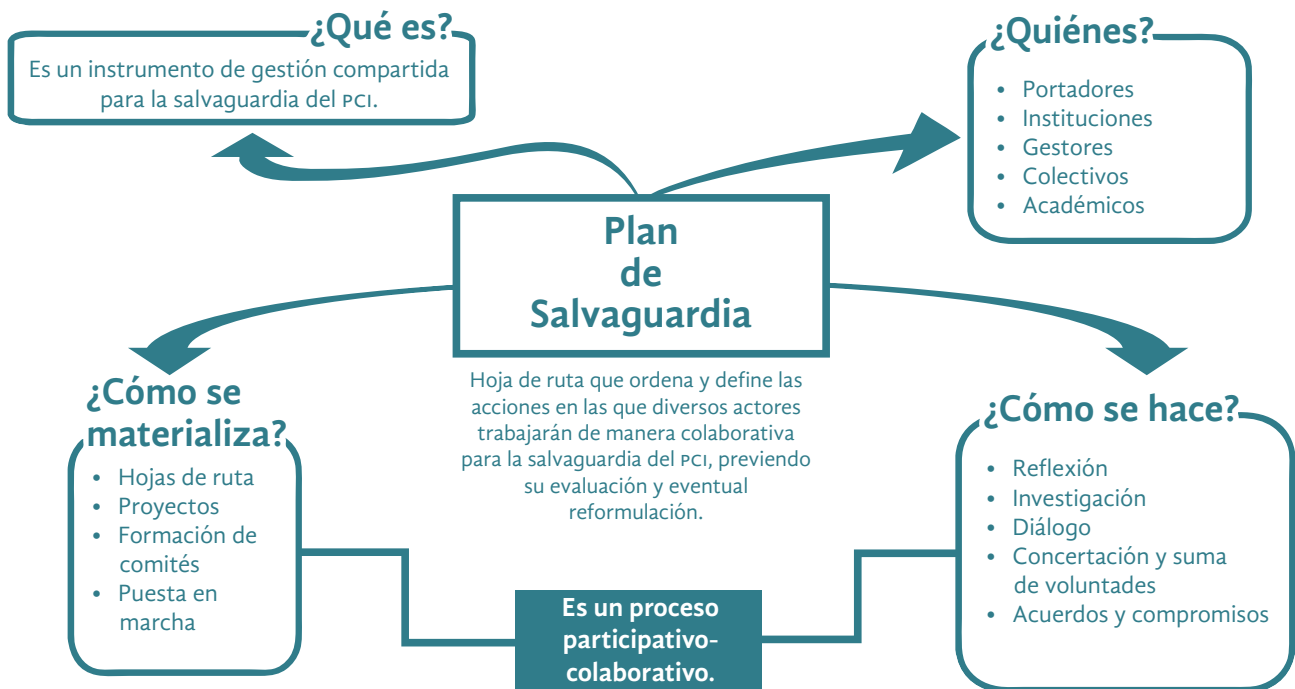 ¿Qué es?
Es un instrumento de gestión compartida
para la salvaguardia del PCI.
¿Quiénes?
• Portadores
• Instituciones
• Gestores
• Colectivos
• Académicos
Plan
de
Salvaguardia
Hoja de ruta que ordena y define las
acciones en las que diversos actores
trabajarán de manera colaborativa
para la salvaguardia del PCI, previendo
su evaluación y eventual
reformulación.
¿Cómo se
materializa?
• Hojas de ruta
• Proyectos
• Formación de
comités
• Puesta en
marcha
¿Cómo se hace?
• Reflexión
• Investigación
• Diálogo
• Concertación y suma
de voluntades
• Acuerdos y compromisos
Es un proceso
participativo-
colaborativo.